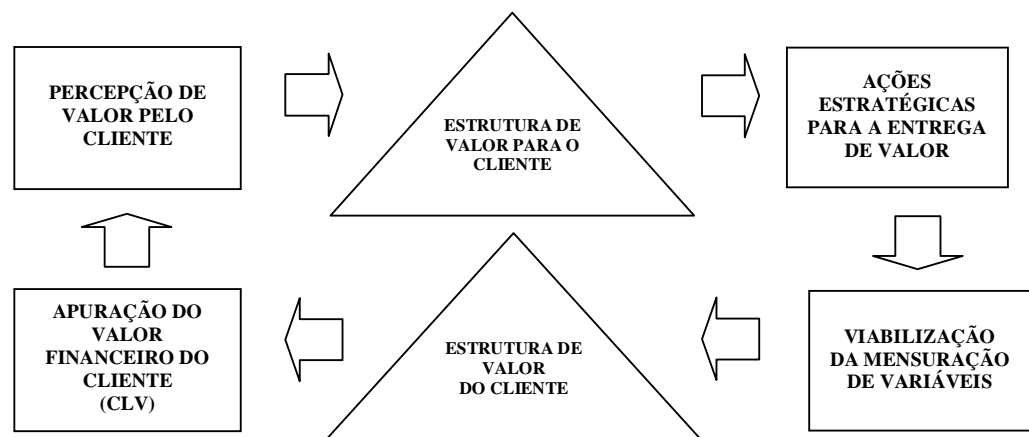 PERCEPÇÃO DE
VALOR PELO
CLIENTE
ESTRUTURA DE
VALOR PARA O
CLIENTE
AÇÕES
ESTRATÉGICAS
PARA A ENTREGA
DE VALOR
APURAÇÃO DO
VALOR
FINANCEIRO DO
CLIENTE
(CLV)
ESTRUTURA DE
VALOR
DO CLIENTE
VIABILIZAÇÃO
DA MENSURAÇÃO
DE VARIÁVEIS